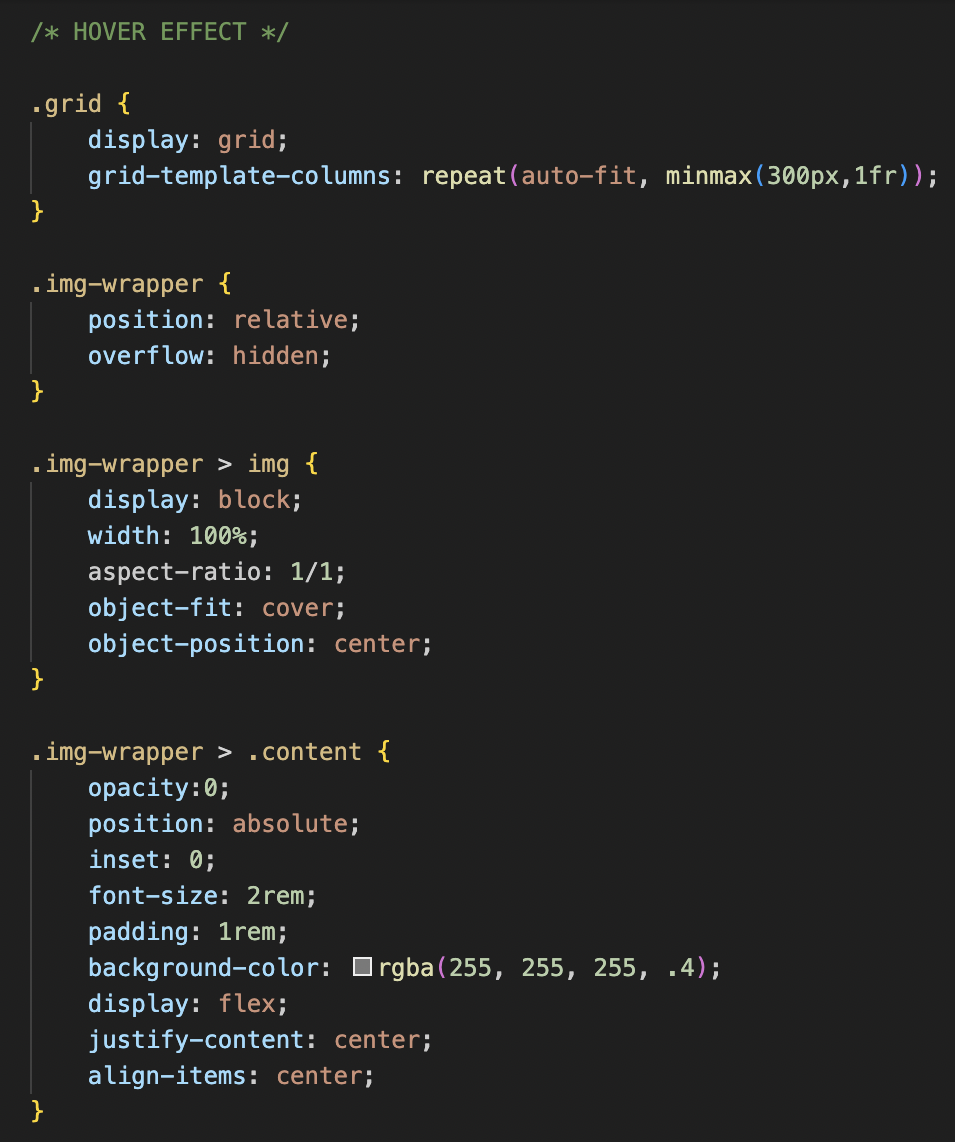 /* HOVER EFFECT */

.grid {
    display: grid;
    grid-template-columns: repeat(auto-fit, minmax(300px,1fr));
}

.img-wrapper {
    position: relative;
    overflow: hidden;
}

.img-wrapper > img {
    display: block;
    width: 100%;
    aspect-ratio: 1/1;
    object-fit: cover;
    object-position: center;
}

.img-wrapper > .content {
    opacity:0;
    position: absolute;
    inset: 0;
    font-size: 2rem;
    padding: 1rem;
    background-color: rgba(255, 255, 255, .4);
    display: flex;
    justify-content: center;
    align-items: center;
}